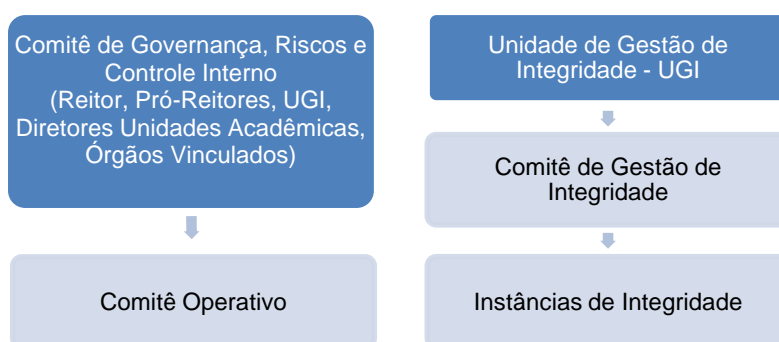 Comitê de Governança, Riscos e
Controle Interno
(Reitor, Pró-Reitores, UGI,
Diretores Unidades Acadêmicas,
Órgãos Vinculados)
Comitê Operativo
Unidade de Gestão de
Integridade - UGI
Comitê de Gestão de
Integridade
Instâncias de Integridade